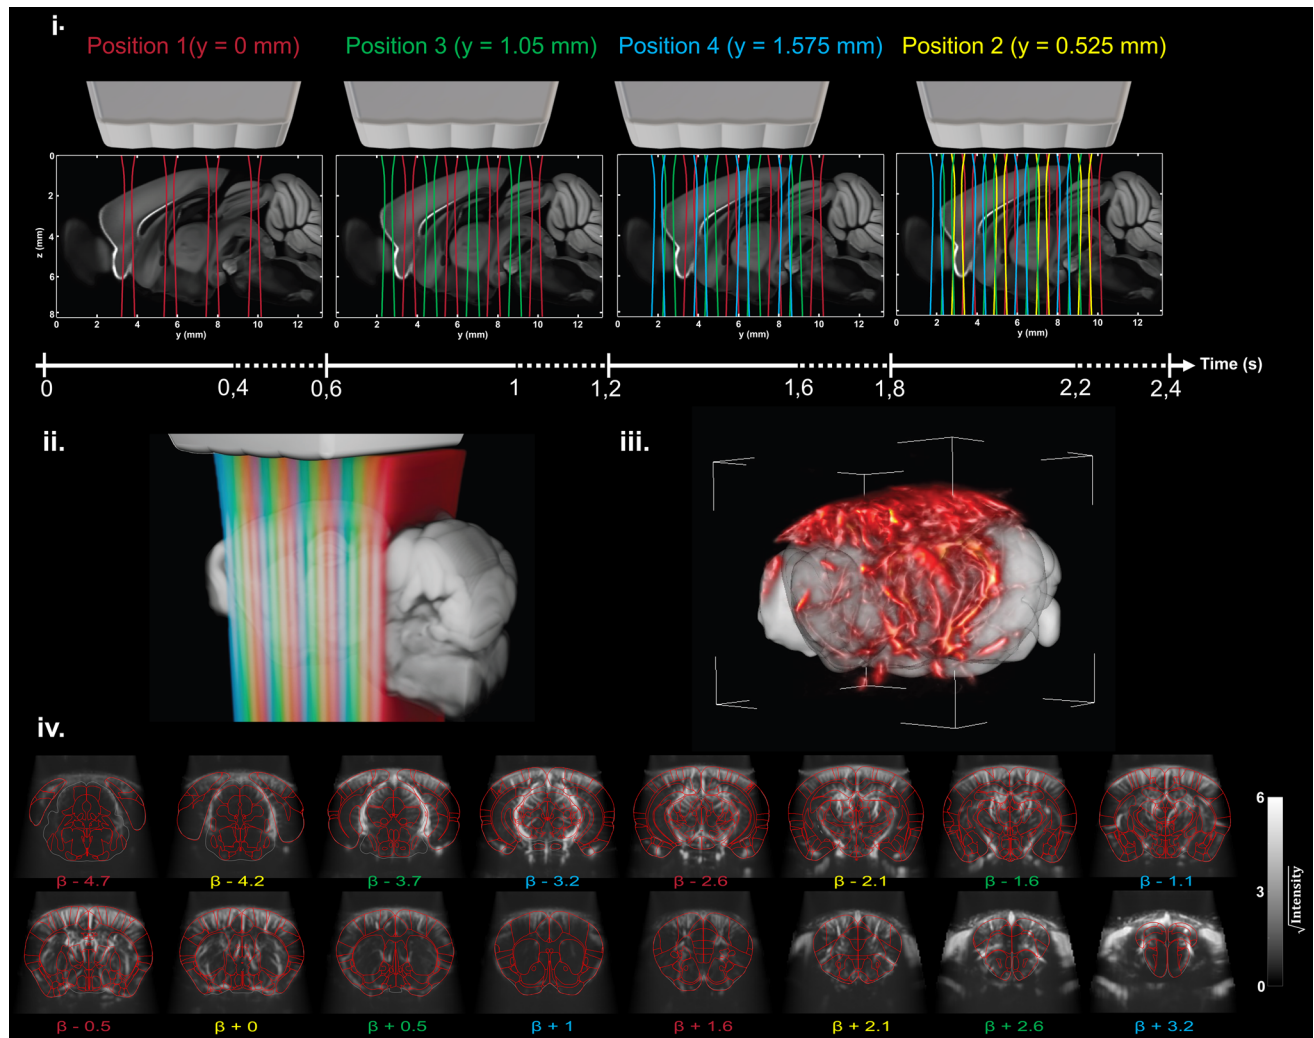 i.
Position 1(y = 0 mm) Position 3 (y = 1.05 mm) Position 4 (y = 1.575 mm) Position 2 (y = 0.525 mm)
0
2
4
6
8
z (mm)
0 2 4 6 8 10 12
y (mm)
0 2 4 6 8 10 12
y (mm)
0 2 4 6 8 10 12
y (mm)
0 2 4 6 8 10 12
y (mm)
Time (s)
0 0,4 0,6 1 1,2 1,6 1,8 2,2 2,4
ii.
iii.
iv.
β - 4.7 β - 4.2 β - 3.7 β - 3.2 β - 2.6 β - 2.1 β - 1.6 β - 1.1
β - 0.5 β + 0 β + 0.5 β + 1 β + 1.6 β + 2.1 β + 2.6 β + 3.2
6
3
0
√Intensity